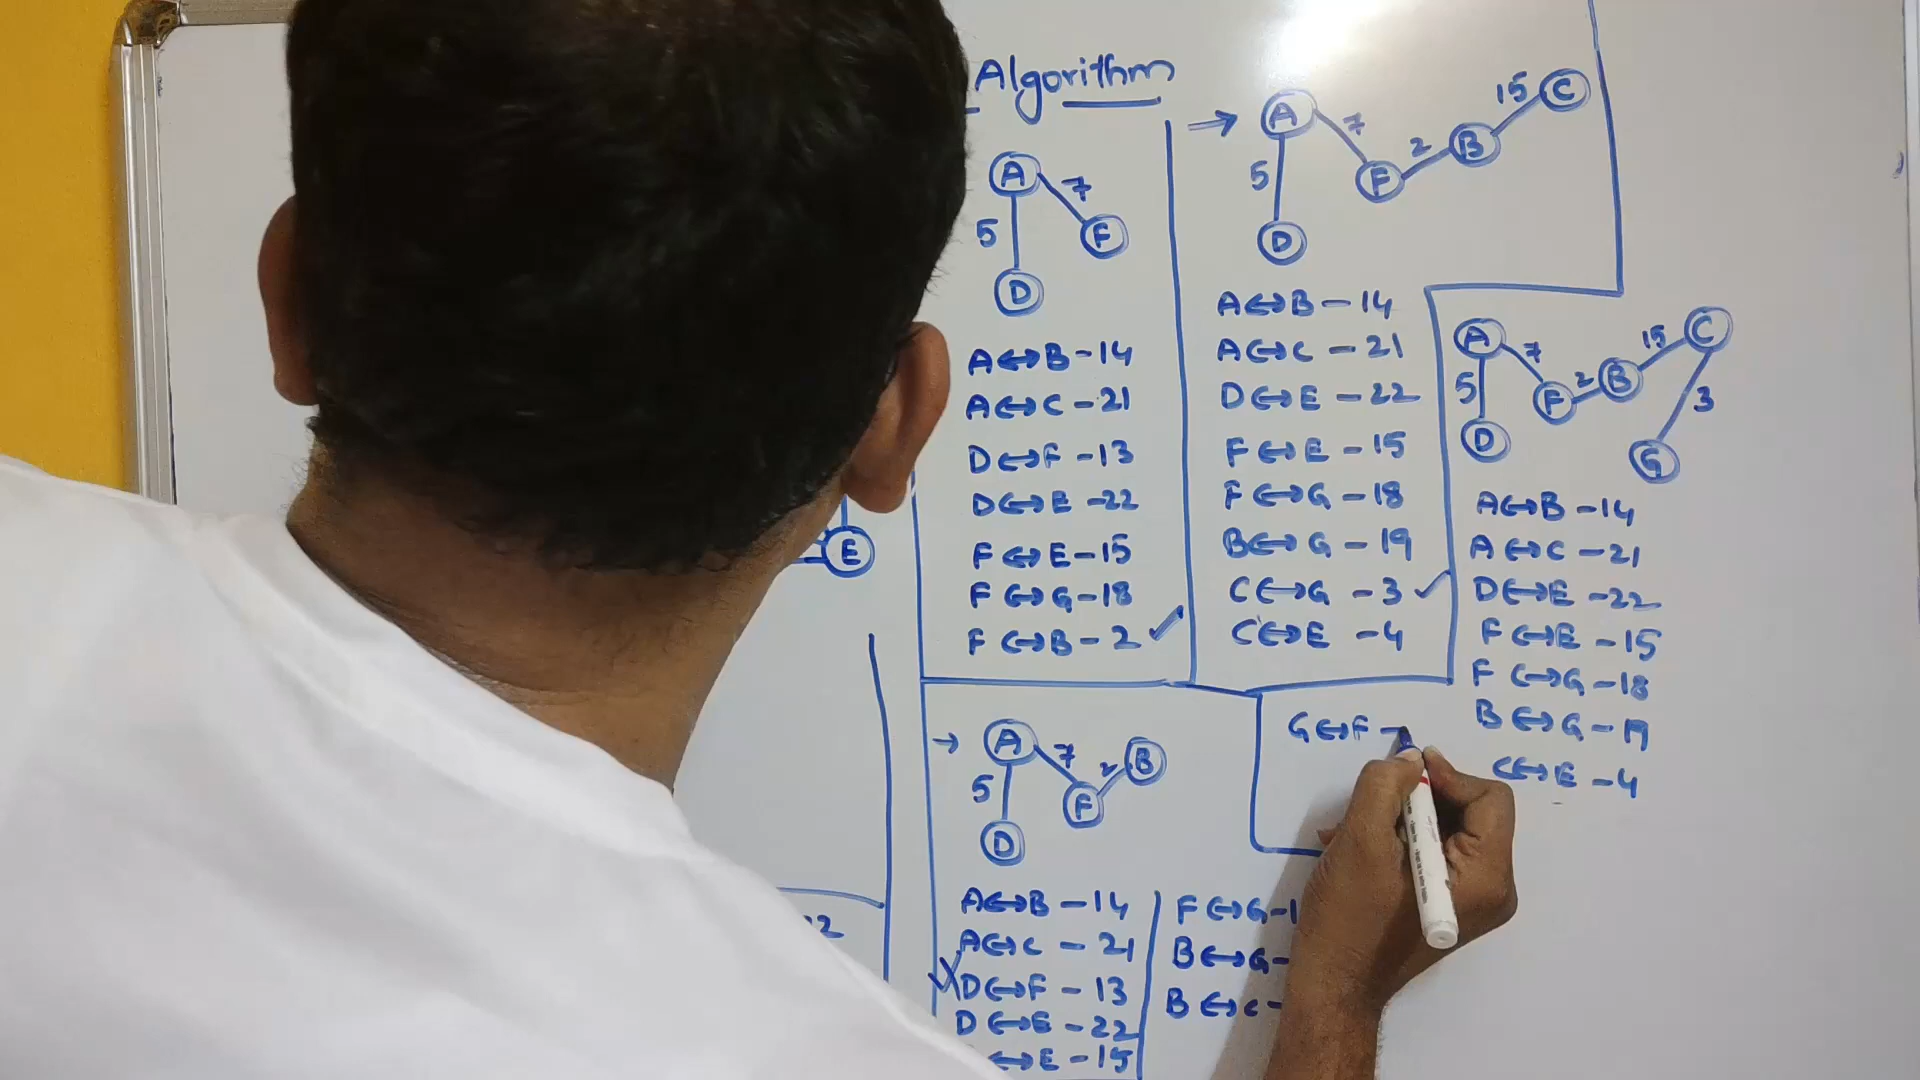 Algorithm
A
7
5
F
D
A↔B-14
A↔C-21
D↔F-13
D↔E-22
F↔E-15
F↔G-18
F↔B-2 ✓
E
→
A
15
C
7
2
B
5
F
D
A↔B-14
A↔C-21
D↔E-22
F↔E-15
F↔G-18
B↔G-19
C↔G-3 ✓
C↔E-4
A
15
C
7
2
B
5
F
3
D
G
A↔B-14
A↔C-21
D↔E-22
F↔E-15
F↔G-18
B↔G-19
C↔E-4
G↔F-
→
A
7
2
B
5
F
D
A↔B-14
A↔C-21
D↔F-13
D↔E-22
↔E-15
F↔G-1
B↔G-
B↔C-